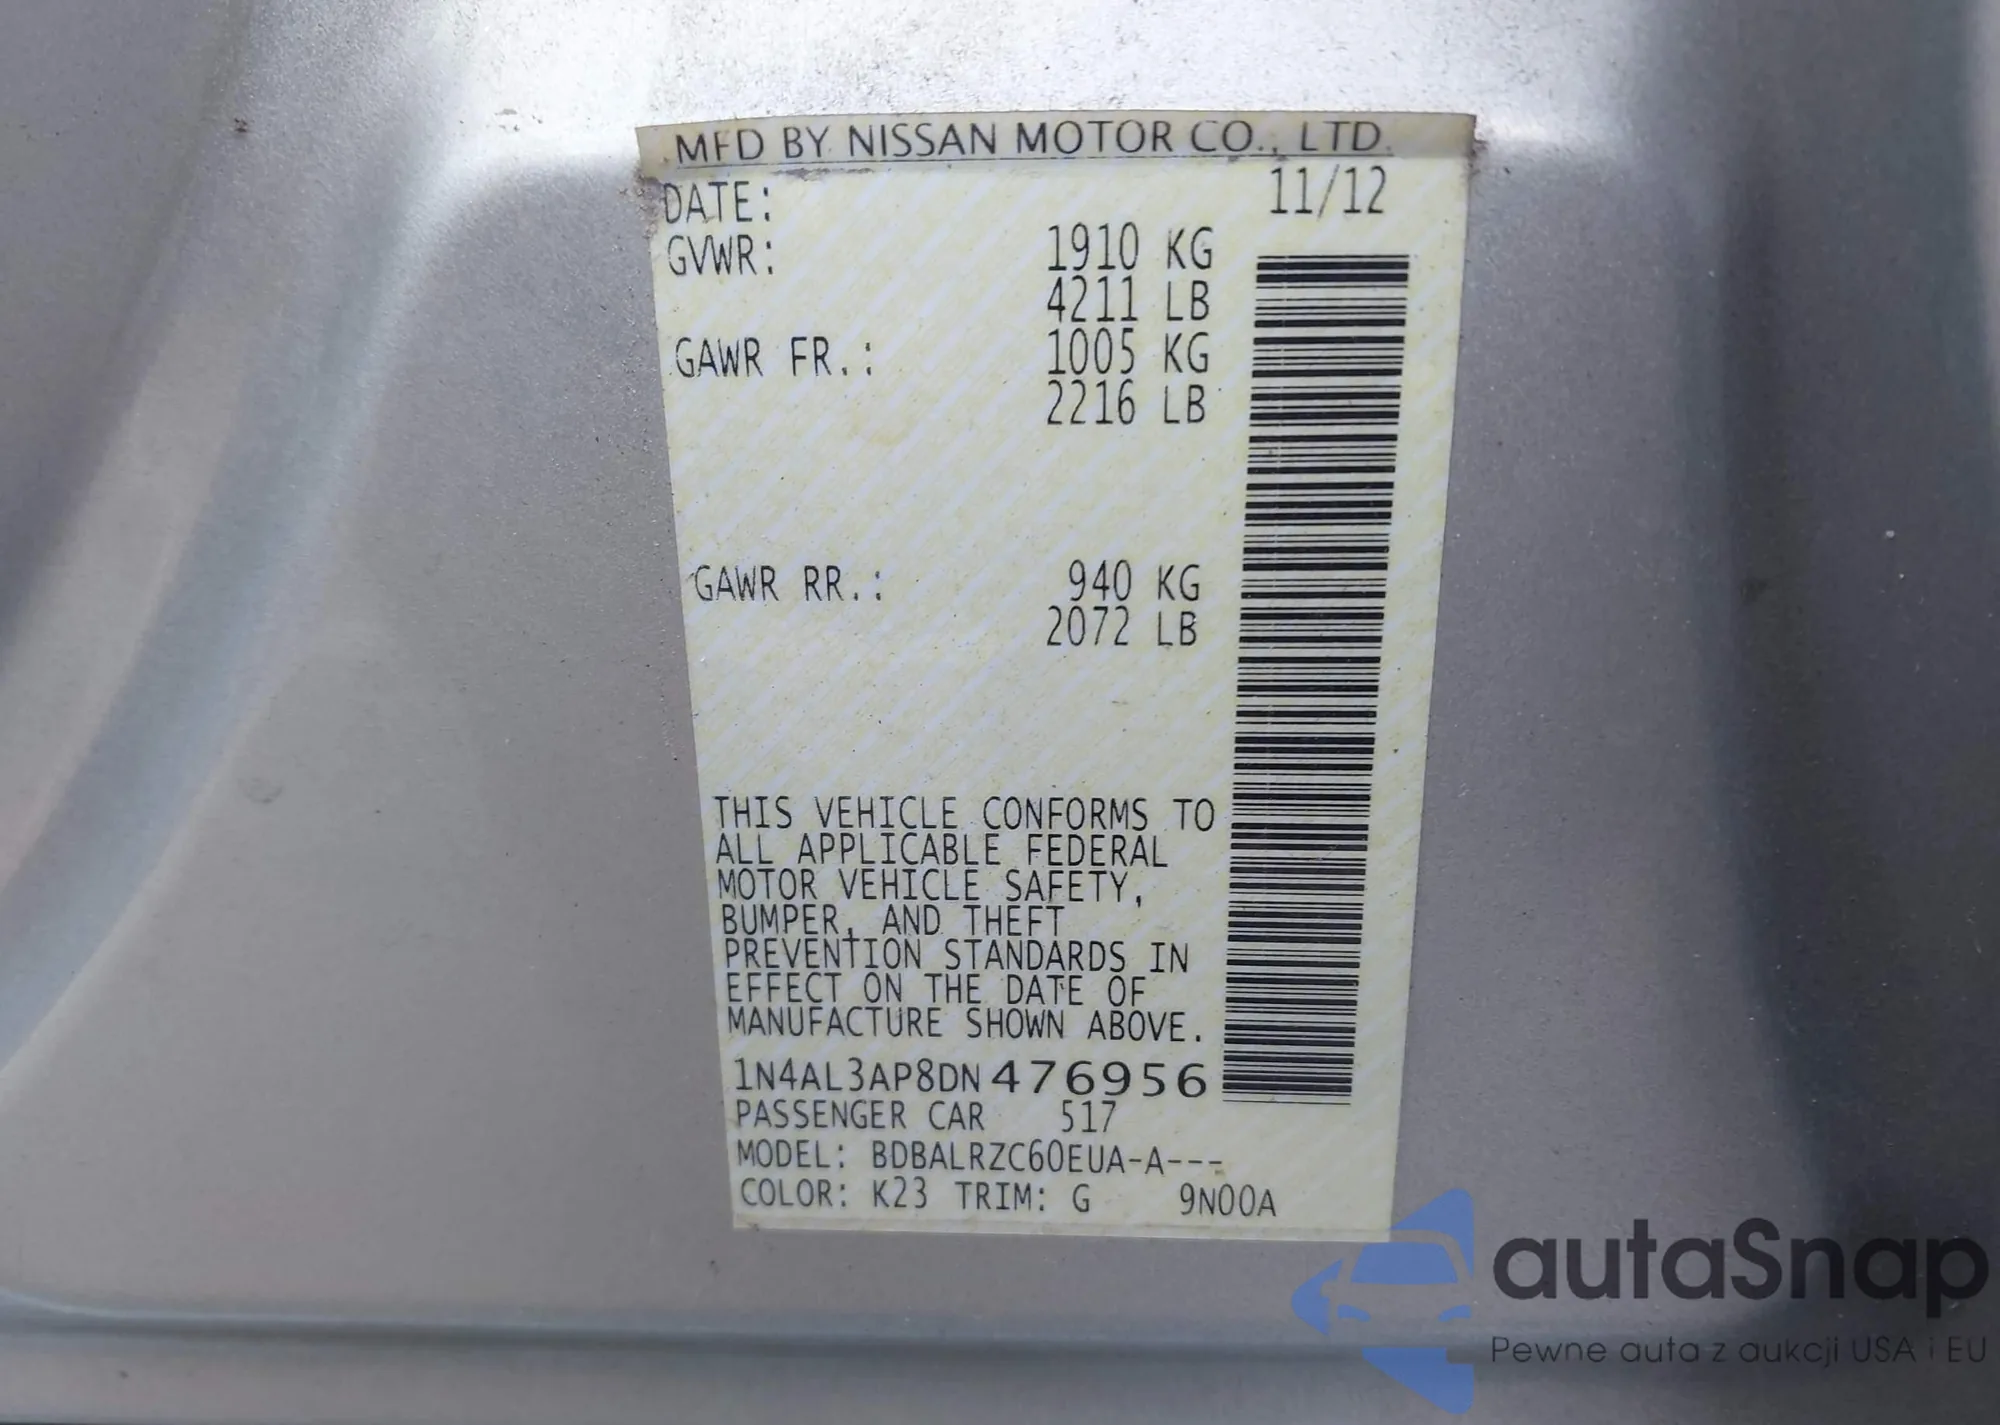 MFD BY NISSAN MOTOR CO., LTD.
DATE: 11/12
GVWR: 1910 KG
4211 LB
GAWR FR.: 1005 KG
2216 LB
GAWR RR.: 940 KG
2072 LB
THIS VEHICLE CONFORMS TO
ALL APPLICABLE FEDERAL
MOTOR VEHICLE SAFETY,
BUMPER, AND THEFT
PREVENTION STANDARDS IN
EFFECT ON THE DATE OF
MANUFACTURE SHOWN ABOVE.
1N4AL3AP8DN476956
PASSENGER CAR 517
MODEL: BDBALRZC60EUA-A---
COLOR: K23 TRIM: G 9N00A
autaSnap
Pewne auta z aukcji USA i EU